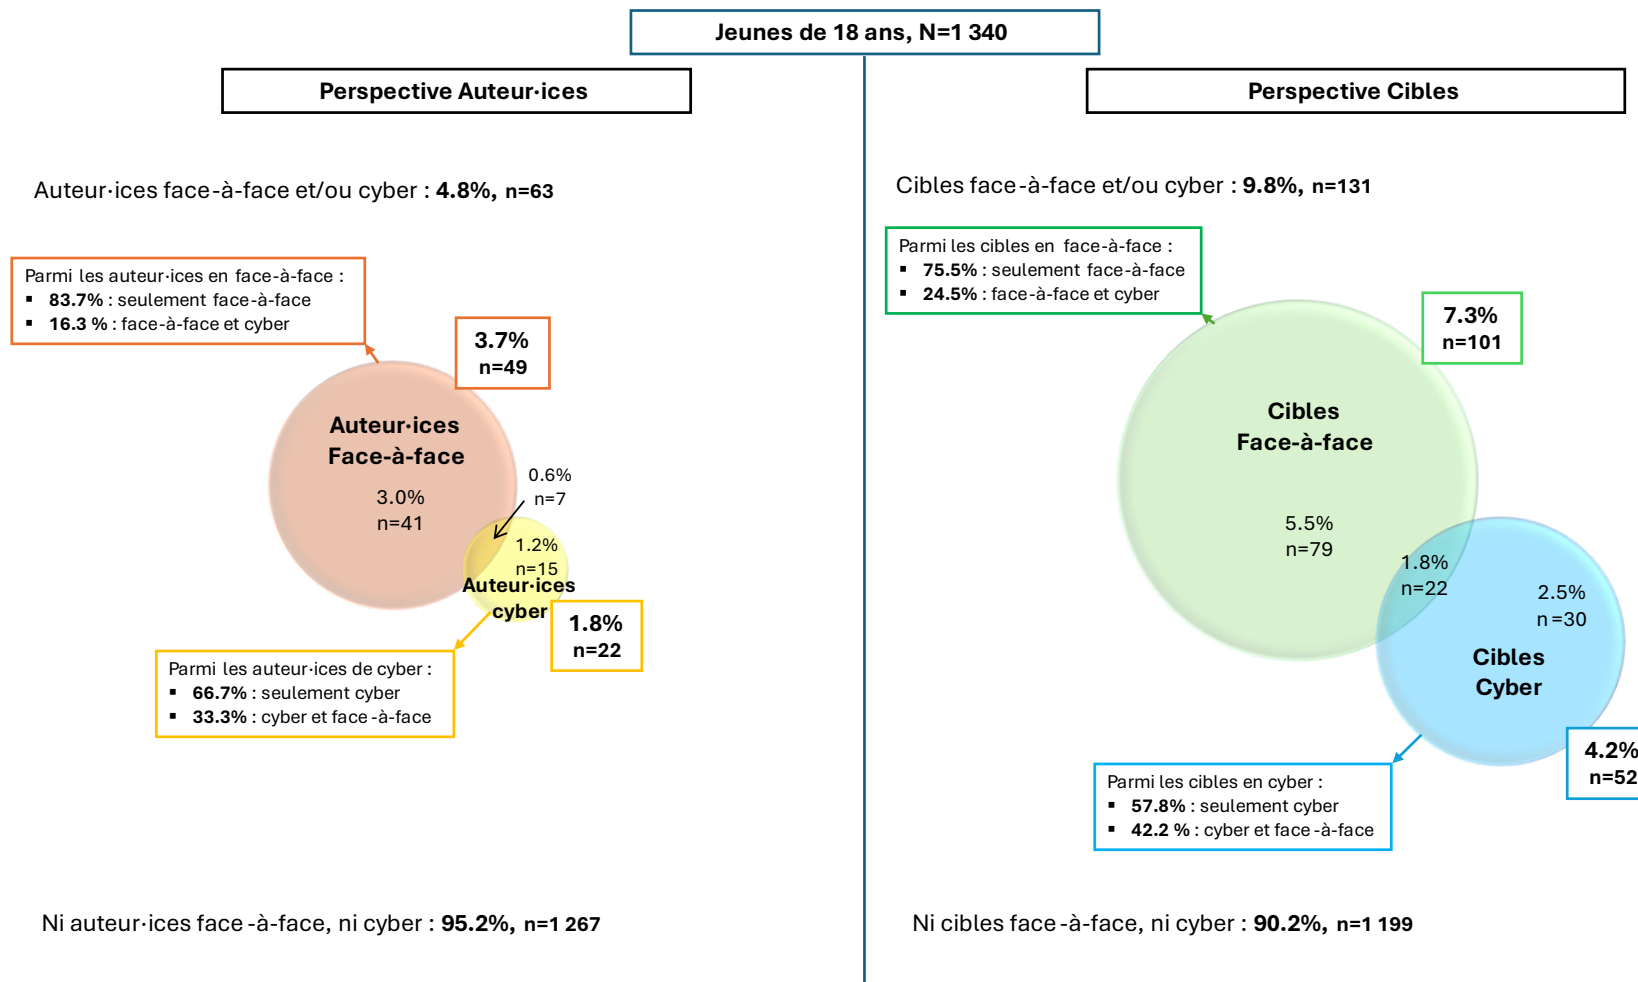 Jeunes de 18 ans, N=1 340
Perspective Auteur·ices
Auteur·ices face-à-face et/ou cyber : 4.8%, n=63
Parmi les auteur·ices en face-à-face :
▪ 83.7% : seulement face-à-face
▪ 16.3 % : face-à-face et cyber
3.7%
n=49
Auteur·ices
Face-à-face
3.0%
n=41
0.6%
n=7
1.2%
n=15
Auteur·ices
cyber
1.8%
n=22
Parmi les auteur·ices de cyber :
▪ 66.7% : seulement cyber
▪ 33.3% : cyber et face-à-face
Ni auteur·ices face-à-face, ni cyber : 95.2%, n=1 267
Perspective Cibles
Cibles face-à-face et/ou cyber : 9.8%, n=131
Parmi les cibles en face-à-face :
▪ 75.5% : seulement face-à-face
▪ 24.5% : face-à-face et cyber
7.3%
n=101
Cibles
Face-à-face
5.5%
n=79
1.8%
n=22
2.5%
n=30
Cibles
Cyber
4.2%
n=52
Parmi les cibles en cyber :
▪ 57.8% : seulement cyber
▪ 42.2 % : cyber et face-à-face
Ni cibles face-à-face, ni cyber : 90.2%, n=1 199